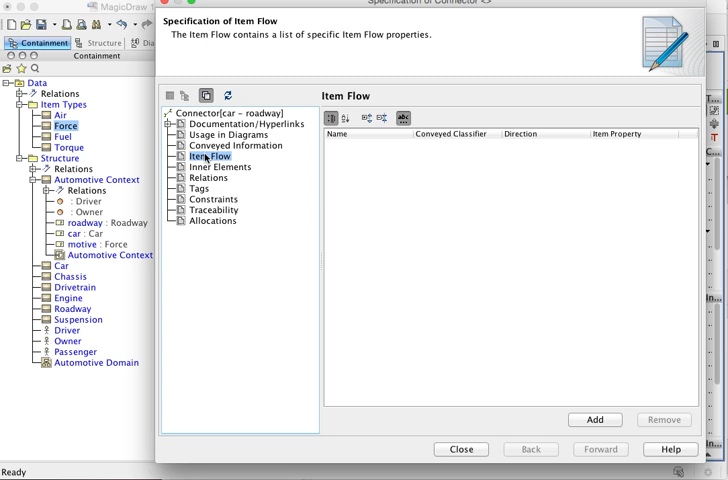 MagicDraw 1
Specification of Connector <>
Specification of Item Flow
The Item Flow contains a list of specific Item Flow properties.
Containment
Structure
Dia
Containment
Data
Relations
Item Types
Air
Force
Fuel
Torque
Structure
Relations
Automotive Context
Relations
: Driver
: Owner
roadway : Roadway
car : Car
motive : Force
Automotive Context
Car
Chassis
Drivetrain
Engine
Roadway
Suspension
Driver
Owner
Passenger
Automotive Domain
Connector[car - roadway]
Documentation/Hyperlinks
Usage in Diagrams
Conveyed Information
Item Flow
Inner Elements
Relations
Tags
Constraints
Traceability
Allocations
Item Flow
abc
Name Conveyed Classifier Direction Item Property
Add Remove
Close Back Forward Help
Ready